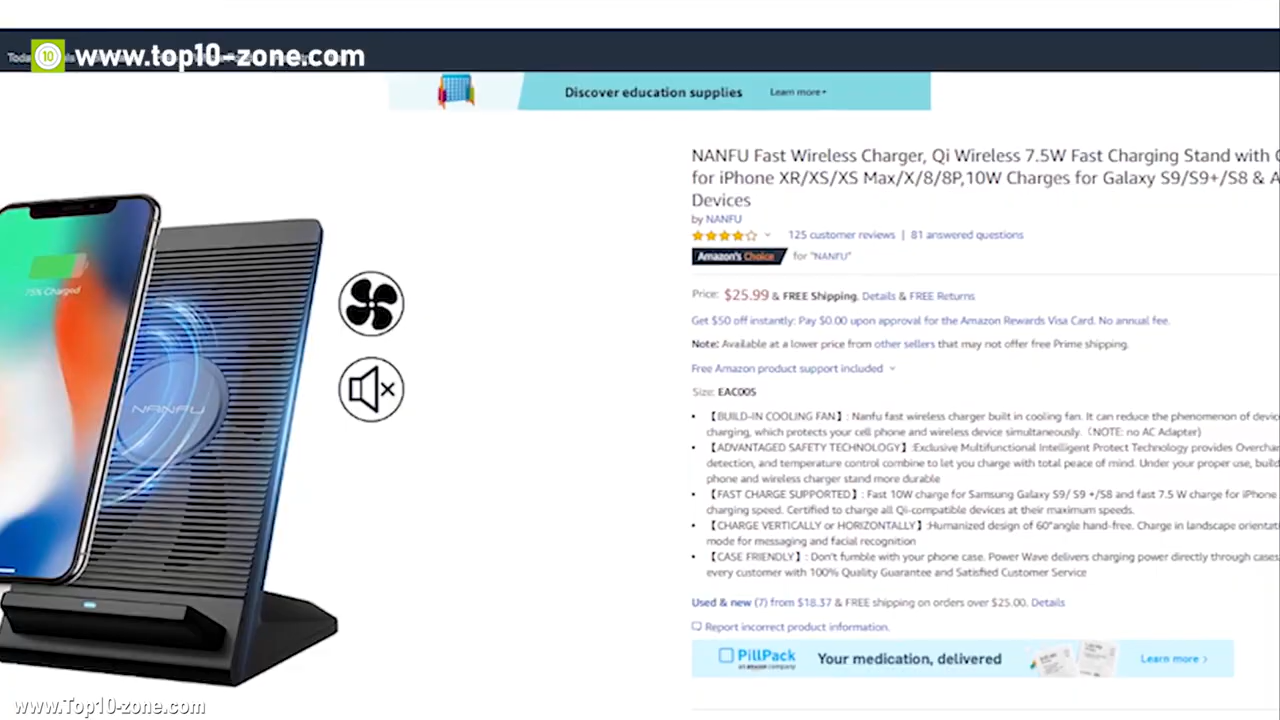 www.top10-zone.com
Discover education supplies Learn more
NANFU Fast Wireless Charger, Qi Wireless 7.5W Fast Charging Stand with
for iPhone XR/XS/XS Max/X/8/8P,10W Charges for Galaxy S9/S9+/S8 &
Devices
by NANFU
125 customer reviews | 81 answered questions
Amazon's Choice for "NANFU"
Price: $25.99 & FREE Shipping. Details & FREE Returns
Get $50 off instantly: Pay $0.00 upon approval for the Amazon Rewards Visa Card. No annual fee.
Note: Available at a lower price from other sellers that may not offer free Prime shipping.
Free Amazon product support included
Size: EAC005
• 【BUILD-IN COOLING FAN】: Nanfu fast wireless charger built in cooling fan. It can reduce the phenomenon of
charging, which protects your cell phone and wireless device simultaneously.（NOTE: no AC Adapter)
• 【ADVANTAGED SAFETY TECHNOLOGY】:Exclusive Multifunctional Intelligent Protect Technology provides
detection, and temperature control combine to let you charge with total peace of mind. Under your proper use,
phone and wireless charger stand more durable
• 【FAST CHARGE SUPPORTED】: Fast 10W charge for Samsung Galaxy S9/ S9 +/S8 and fast 7.5 W charge for iPhone
charging speed. Certified to charge all Qi-compatible devices at their maximum speeds.
• 【CHARGE VERTICALLY or HORIZONTALLY】:Humanized design of 60°angle hand-free. Charge in landscape
mode for messaging and facial recognition
• 【CASE FRIENDLY】: Don't fumble with your phone case. Power Wave delivers charging power directly through cases
every customer with 100% Quality Guarantee and Satisfied Customer Service
Used & new (7) from $18.37 & FREE shipping on orders over $25.00. Details
Report incorrect product information.
PillPack
an amazon company
Your medication, delivered Learn more
75% Charged
NANFU
www.Top10-zone.com